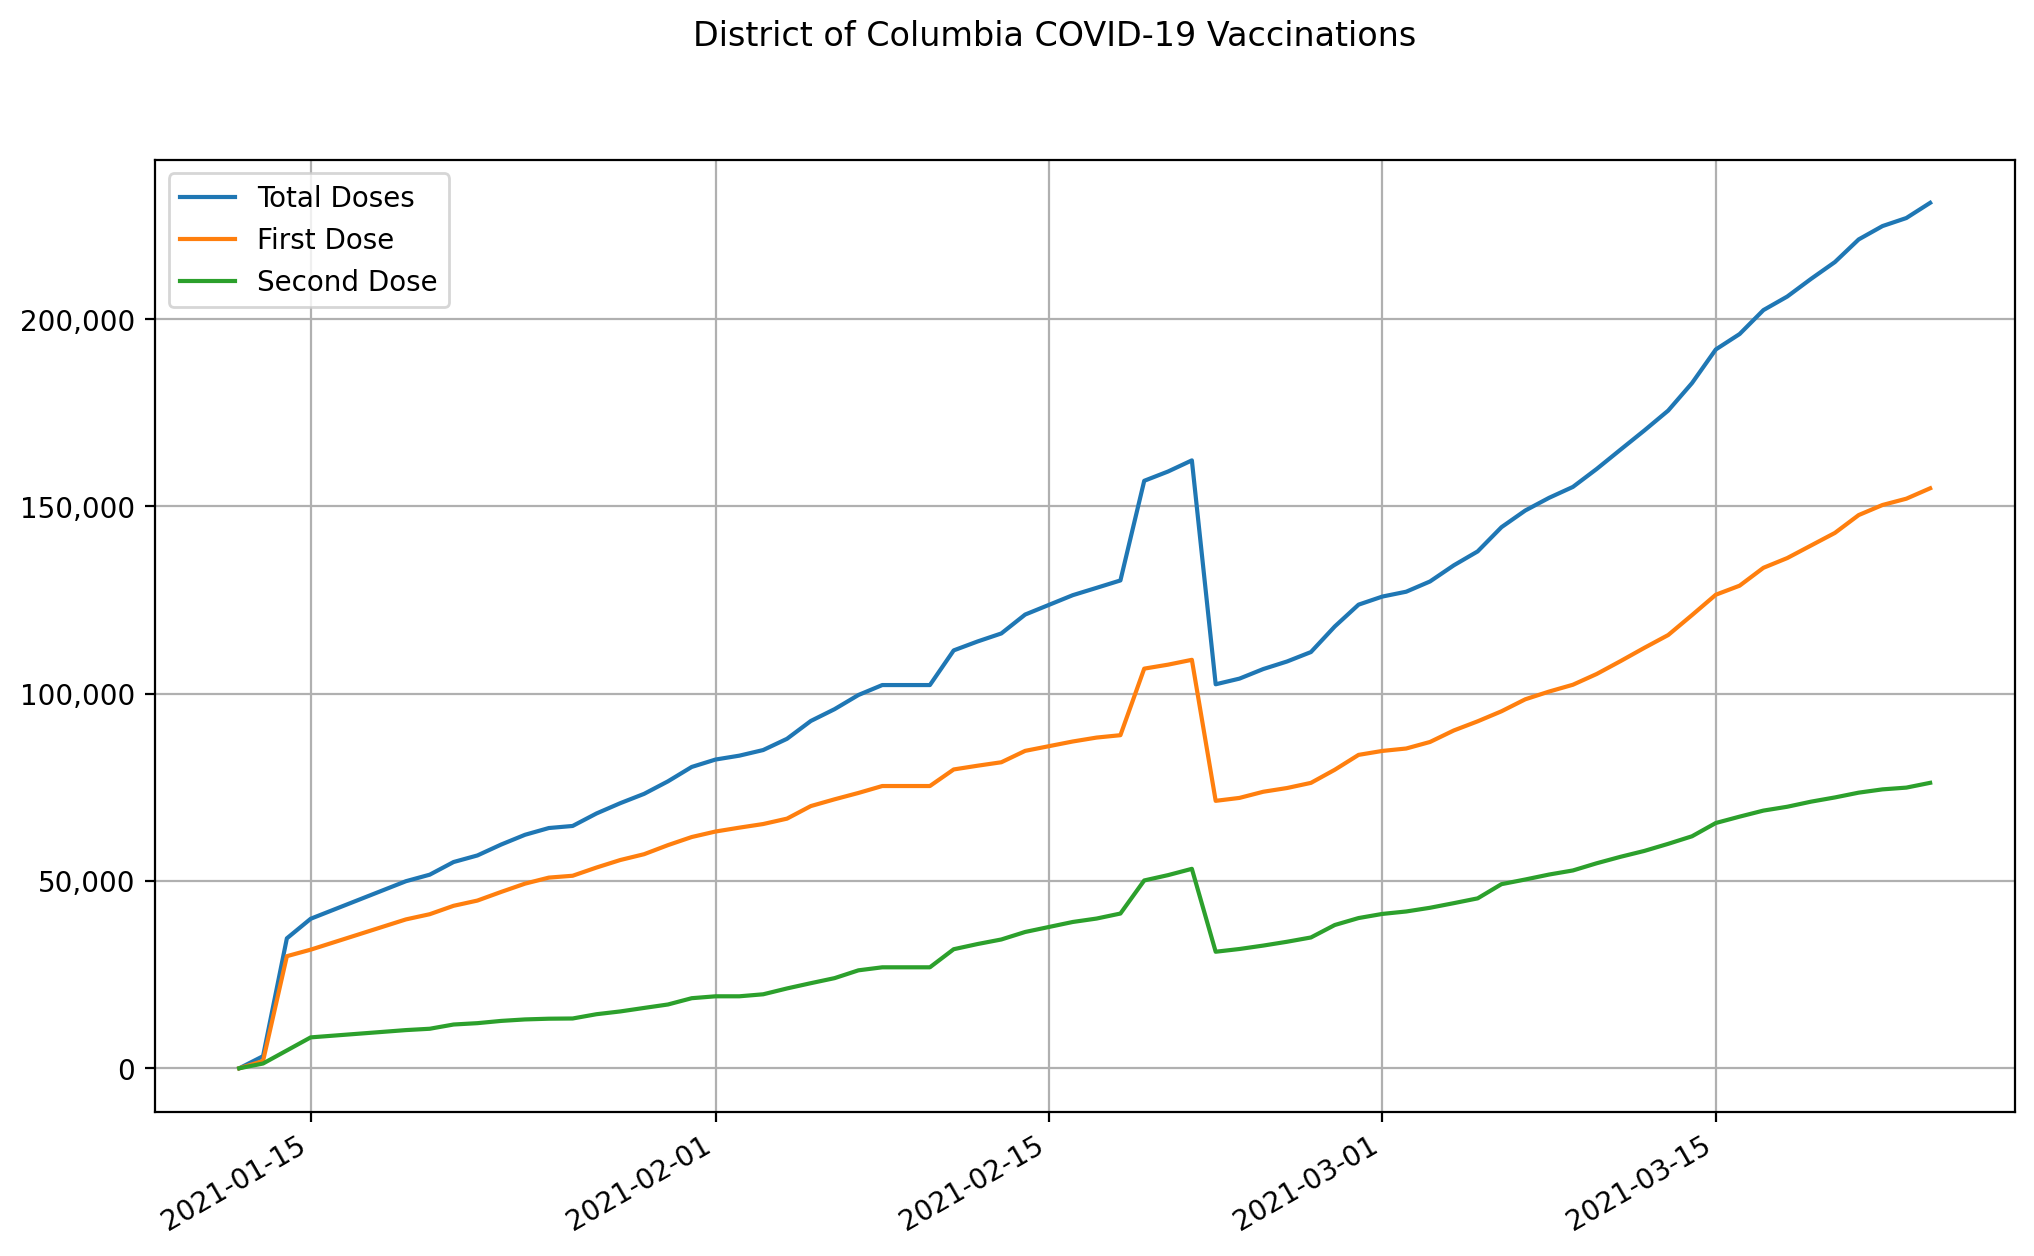 District of Columbia COVID-19 Vaccinations
Total Doses
First Dose
Second Dose
200,000
150,000
100,000
50,000
0
2021-01-15
2021-02-01
2021-02-15
2021-03-01
2021-03-15